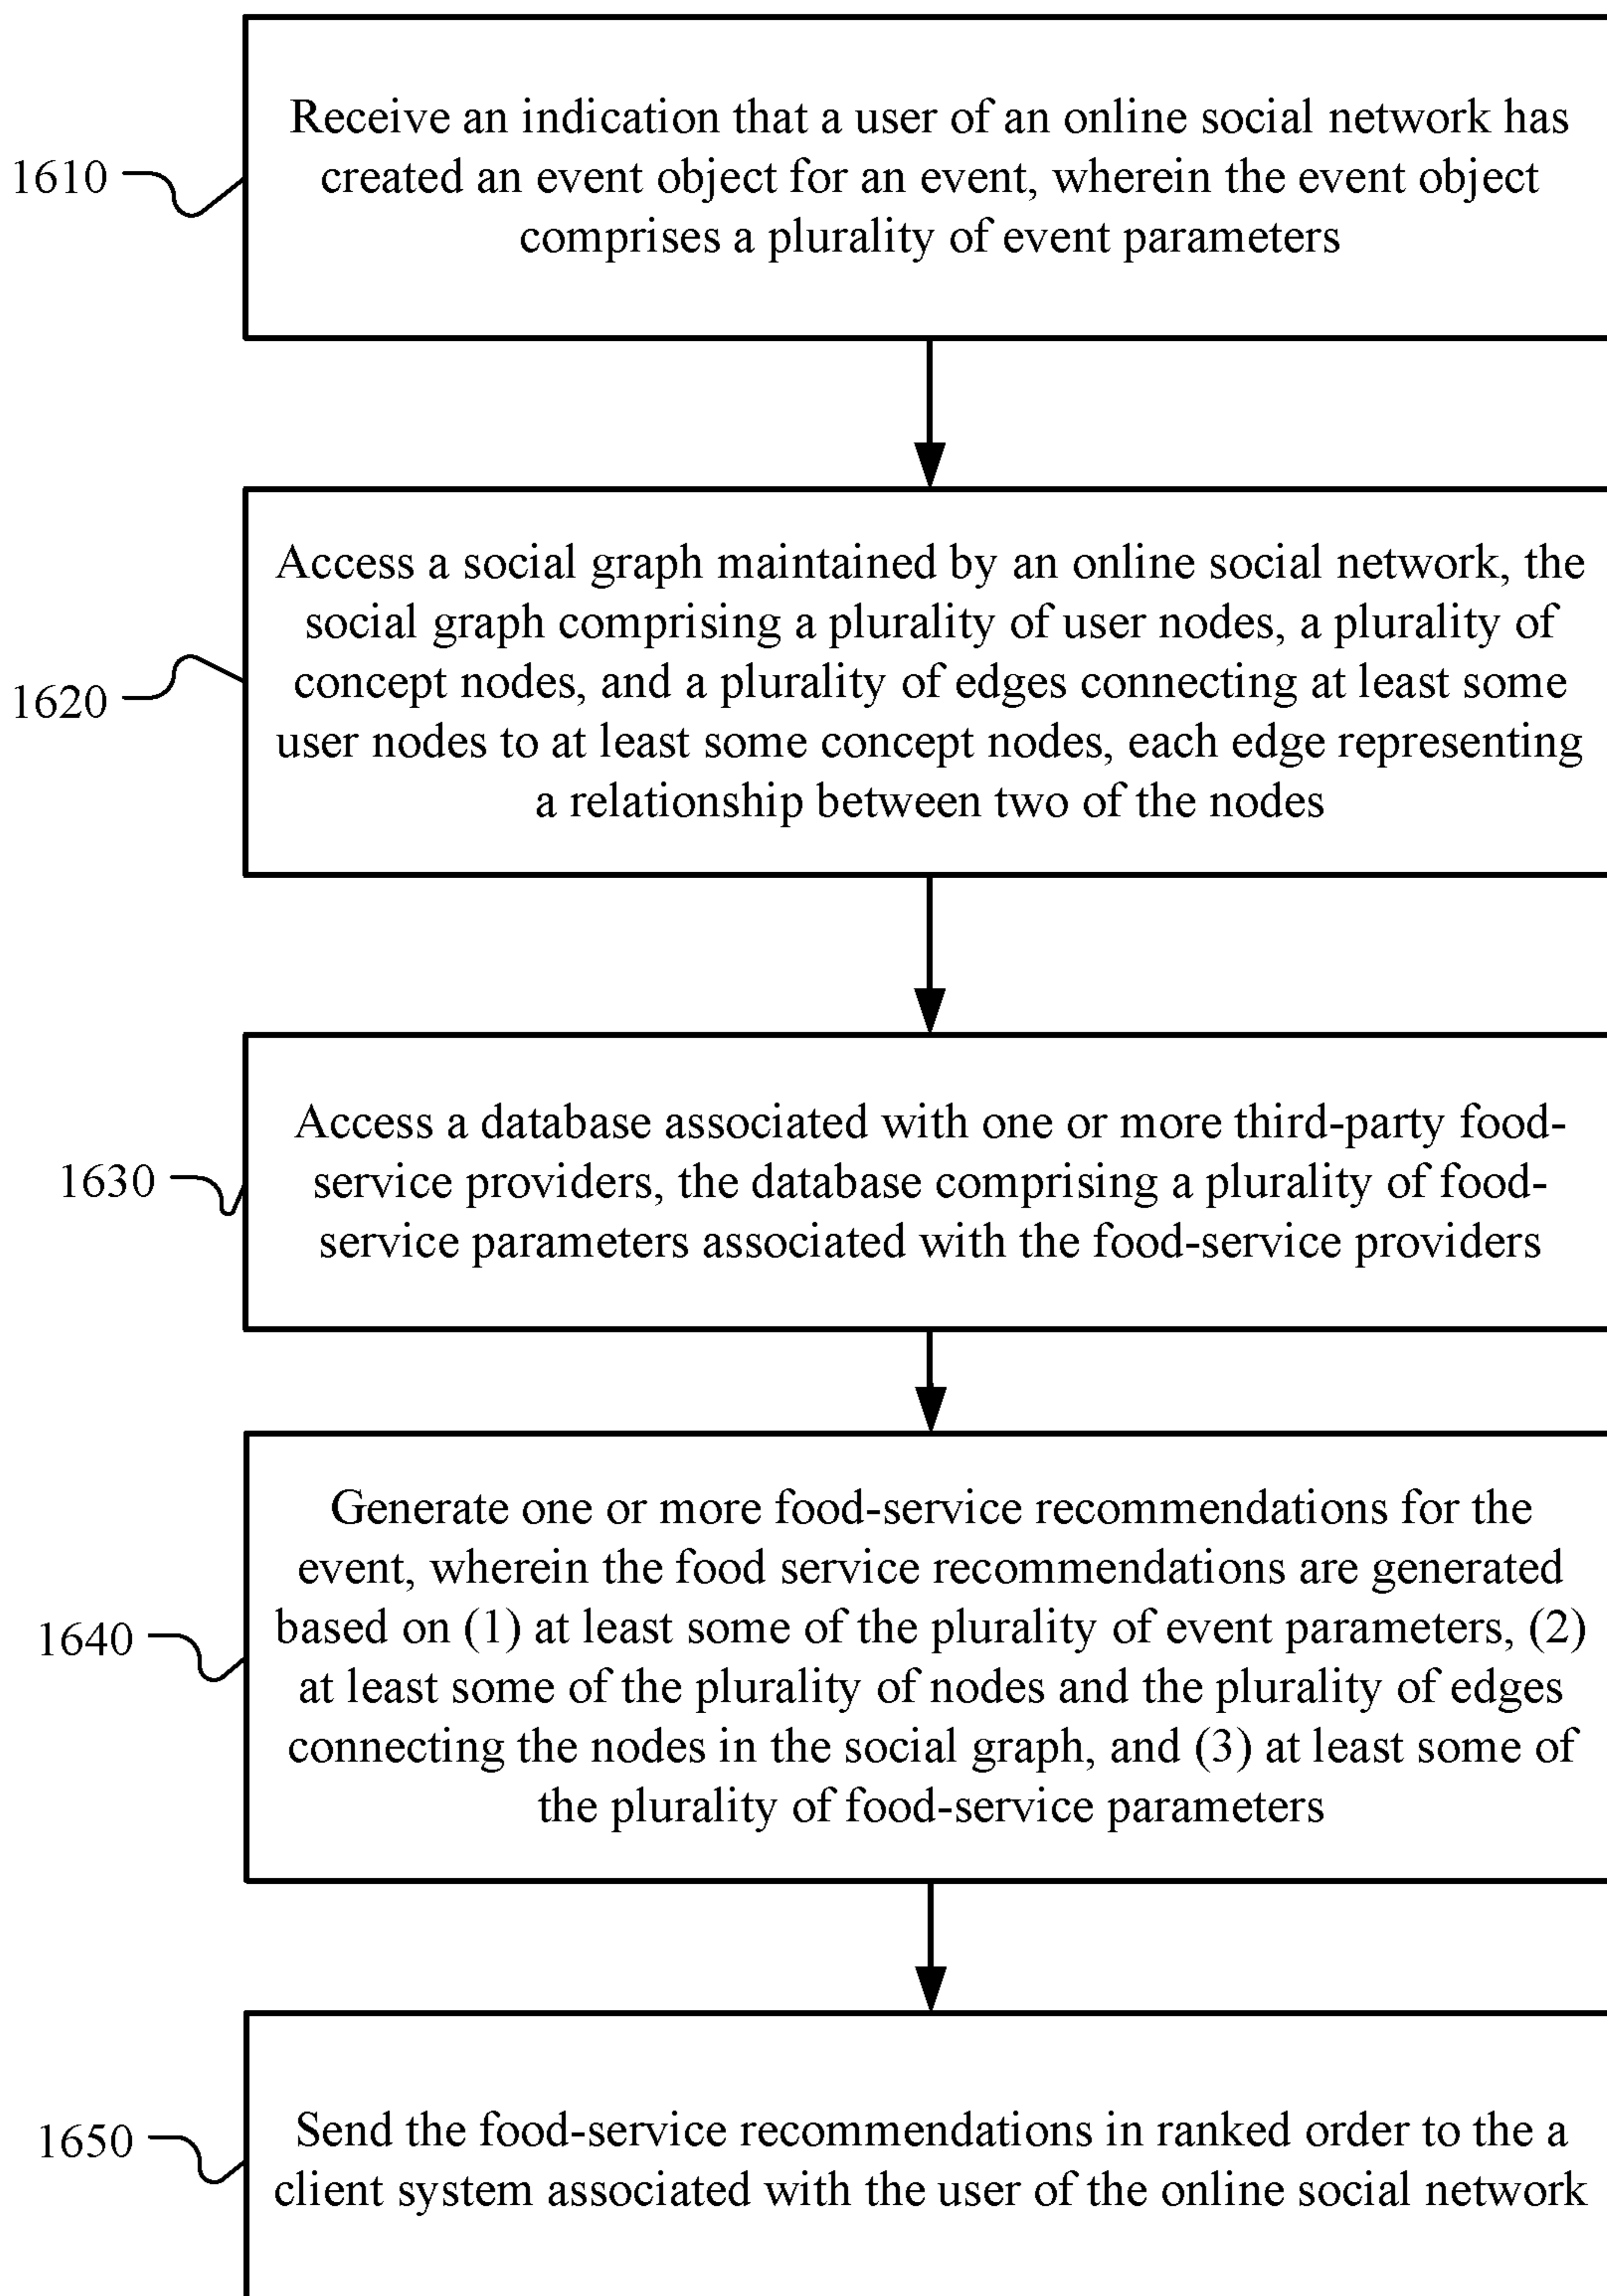 Receive an indication that a user of an online social network has
created an event object for an event, wherein the event object
comprises a plurality of event parameters
1610
Access a social graph maintained by an online social network, the
social graph comprising a plurality of user nodes, a plurality of
concept nodes, and a plurality of edges connecting at least some
user nodes to at least some concept nodes, each edge representing
a relationship between two of the nodes
1620
Access a database associated with one or more third-party food-
service providers, the database comprising a plurality of food-
service parameters associated with the food-service providers
1630
Generate one or more food-service recommendations for the
event, wherein the food service recommendations are generated
based on (1) at least some of the plurality of event parameters, (2)
at least some of the plurality of nodes and the plurality of edges
connecting the nodes in the social graph, and (3) at least some of
the plurality of food-service parameters
1640
Send the food-service recommendations in ranked order to the a
client system associated with the user of the online social network
1650